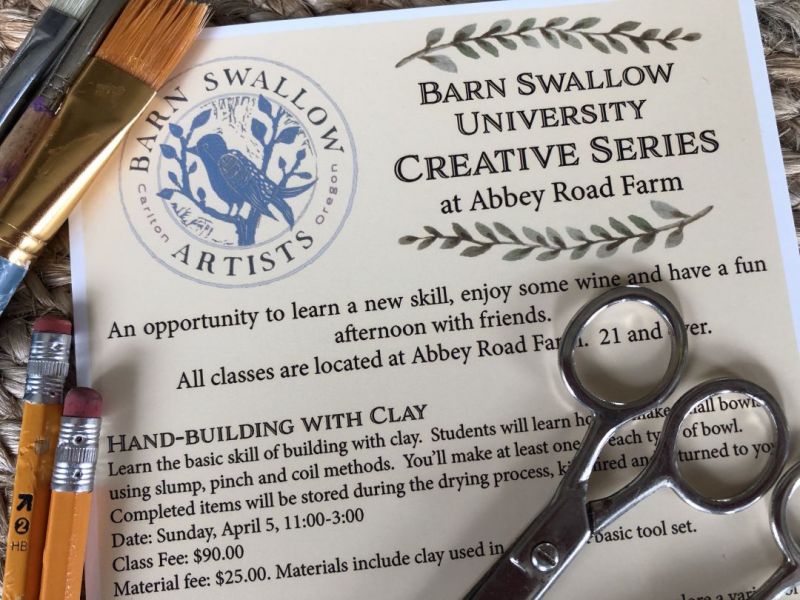 BARN SWALLOW
ARTISTS
Carlton Oregon
BARN SWALLOW
UNIVERSITY
CREATIVE SERIES
at Abbey Road Farm
An opportunity to learn a new skill, enjoy some wine and have a fun
afternoon with friends.
All classes are located at Abbey Road Farm. 21 and over.
HAND-BUILDING WITH CLAY
Learn the basic skill of building with clay. Students will learn how make small bowls
using slump, pinch and coil methods. You'll make at least one each type of bowl.
Completed items will be stored during the drying process, kiln fired and returned to you
Date: Sunday, April 5, 11:00-3:00
Class Fee: $90.00
Material fee: $25.00. Materials include clay used in basic tool set.
2
HB